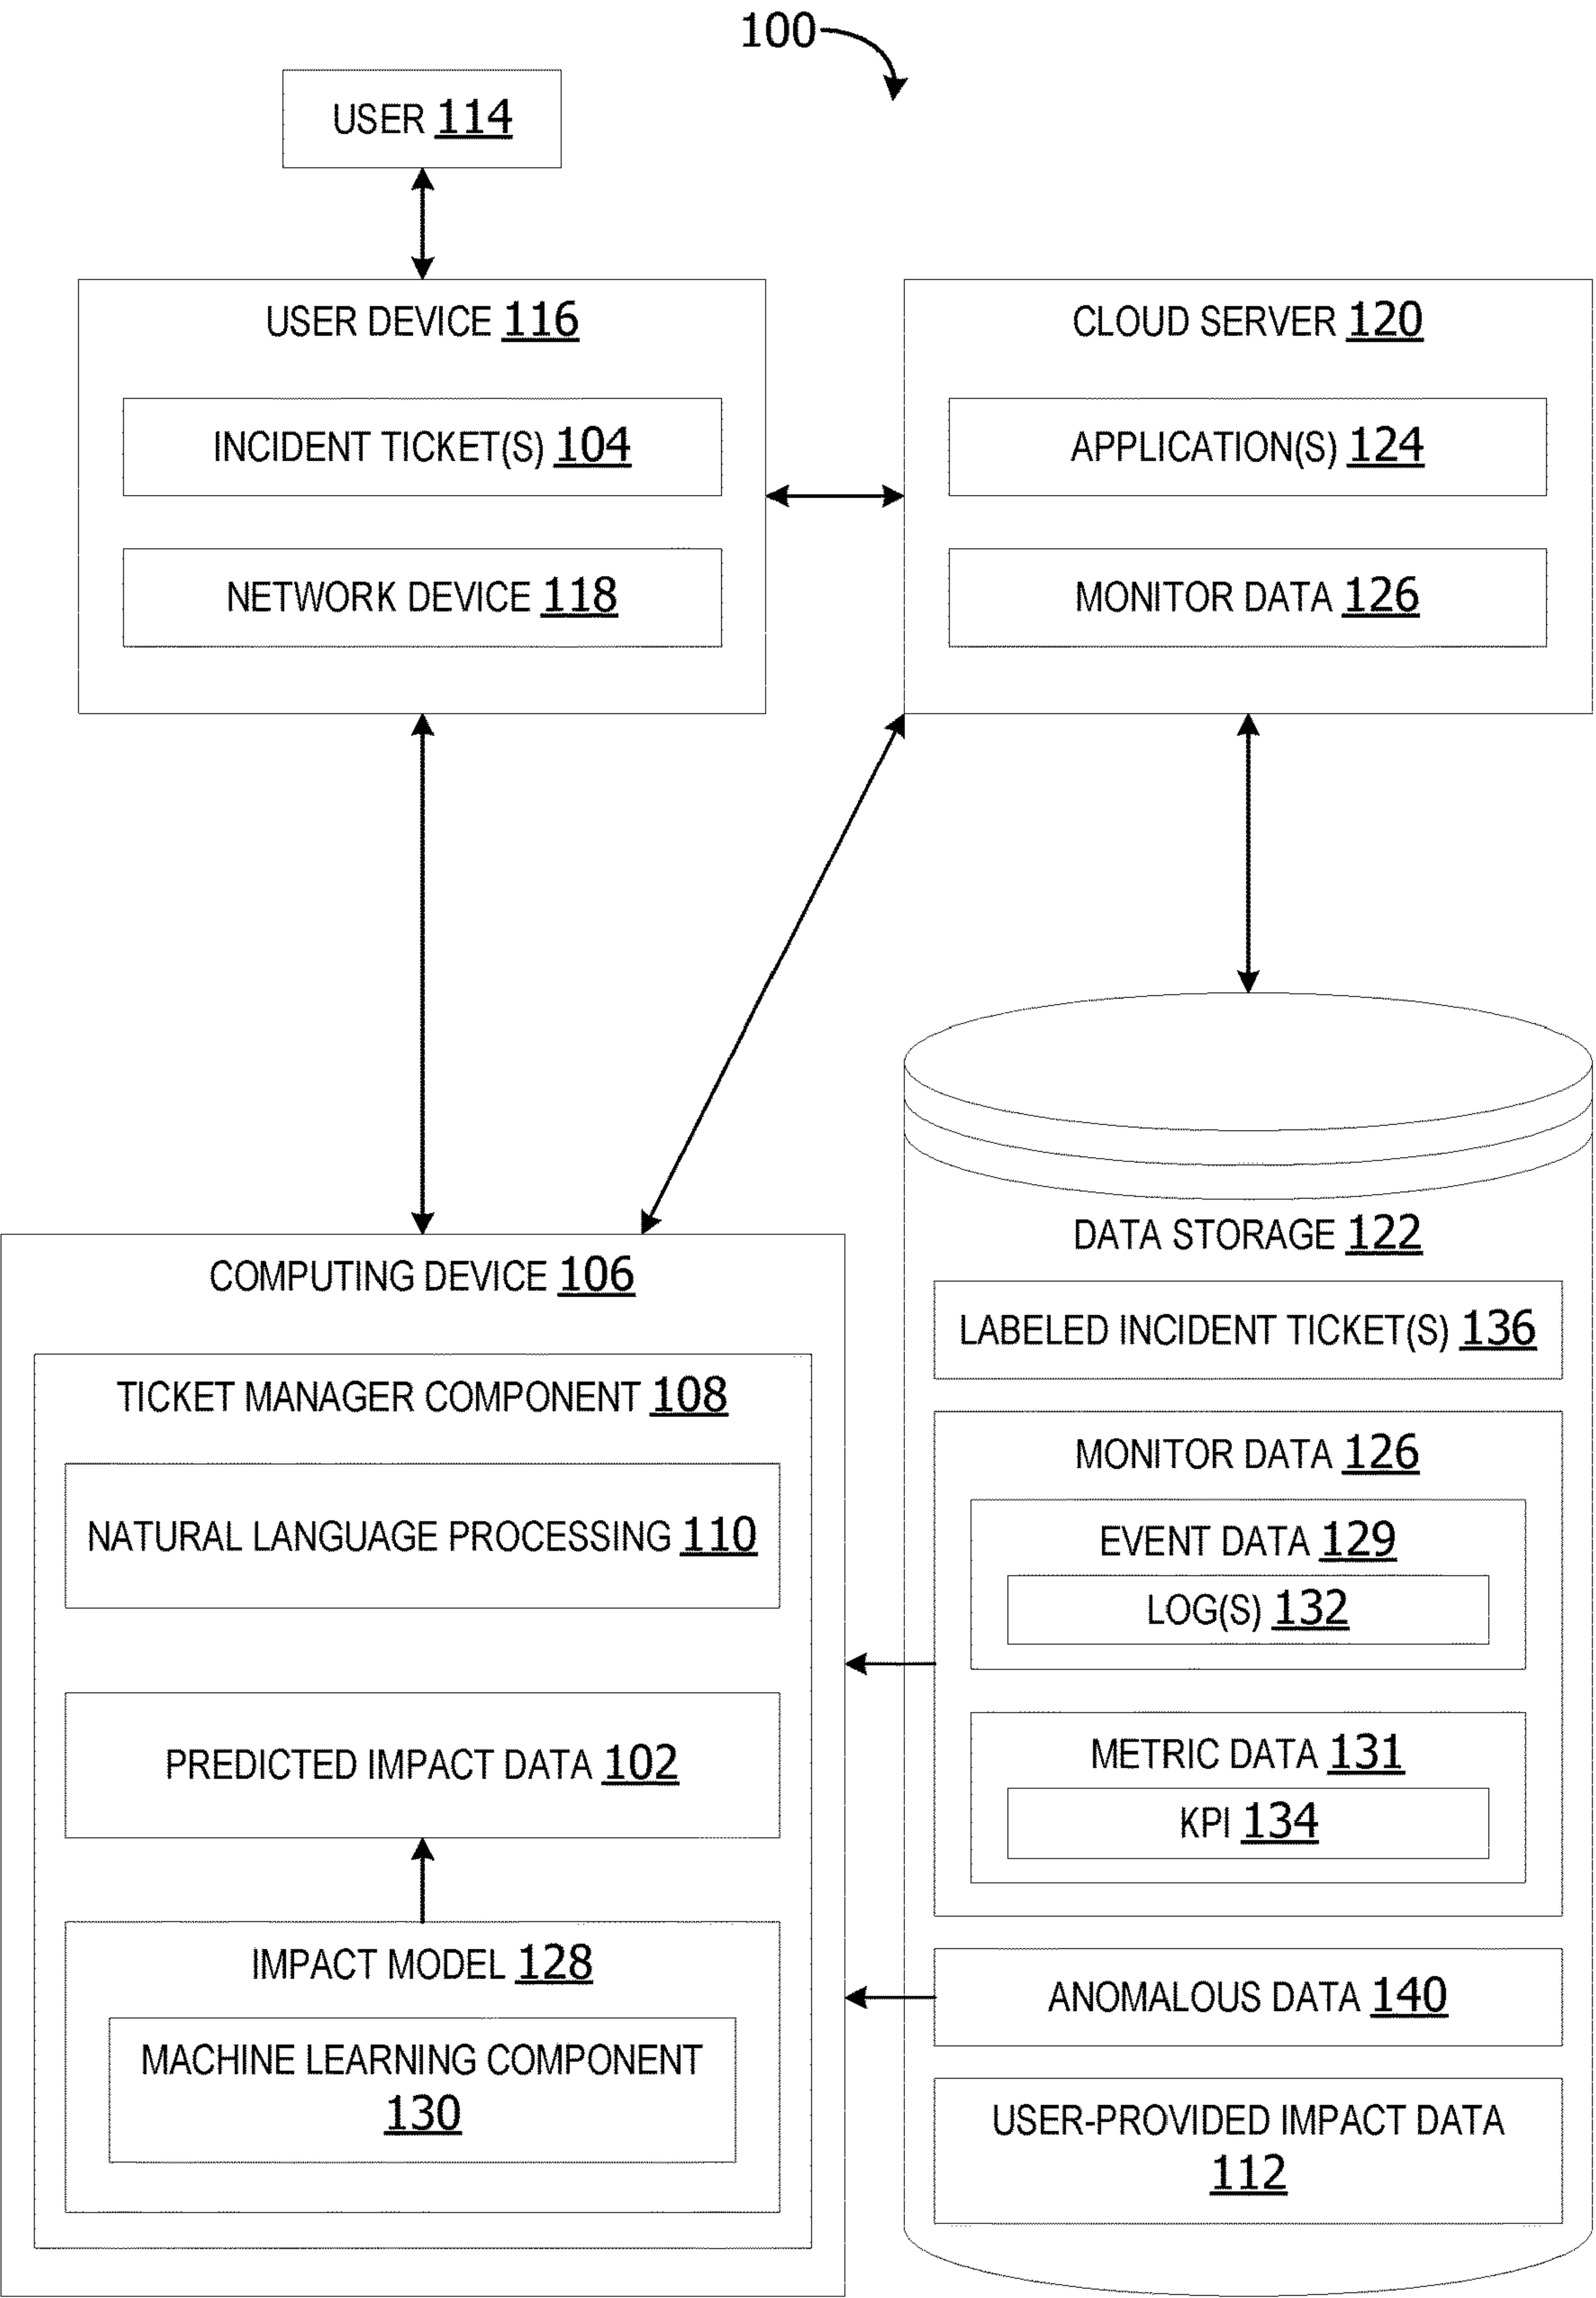 100
USER 114
USER DEVICE 116
INCIDENT TICKET(S) 104
NETWORK DEVICE 118
CLOUD SERVER 120
APPLICATION(S) 124
MONITOR DATA 126
COMPUTING DEVICE 106
TICKET MANAGER COMPONENT 108
NATURAL LANGUAGE PROCESSING 110
PREDICTED IMPACT DATA 102
IMPACT MODEL 128
MACHINE LEARNING COMPONENT
130
DATA STORAGE 122
LABELED INCIDENT TICKET(S) 136
MONITOR DATA 126
EVENT DATA 129
LOG(S) 132
METRIC DATA 131
KPI 134
ANOMALOUS DATA 140
USER-PROVIDED IMPACT DATA
112